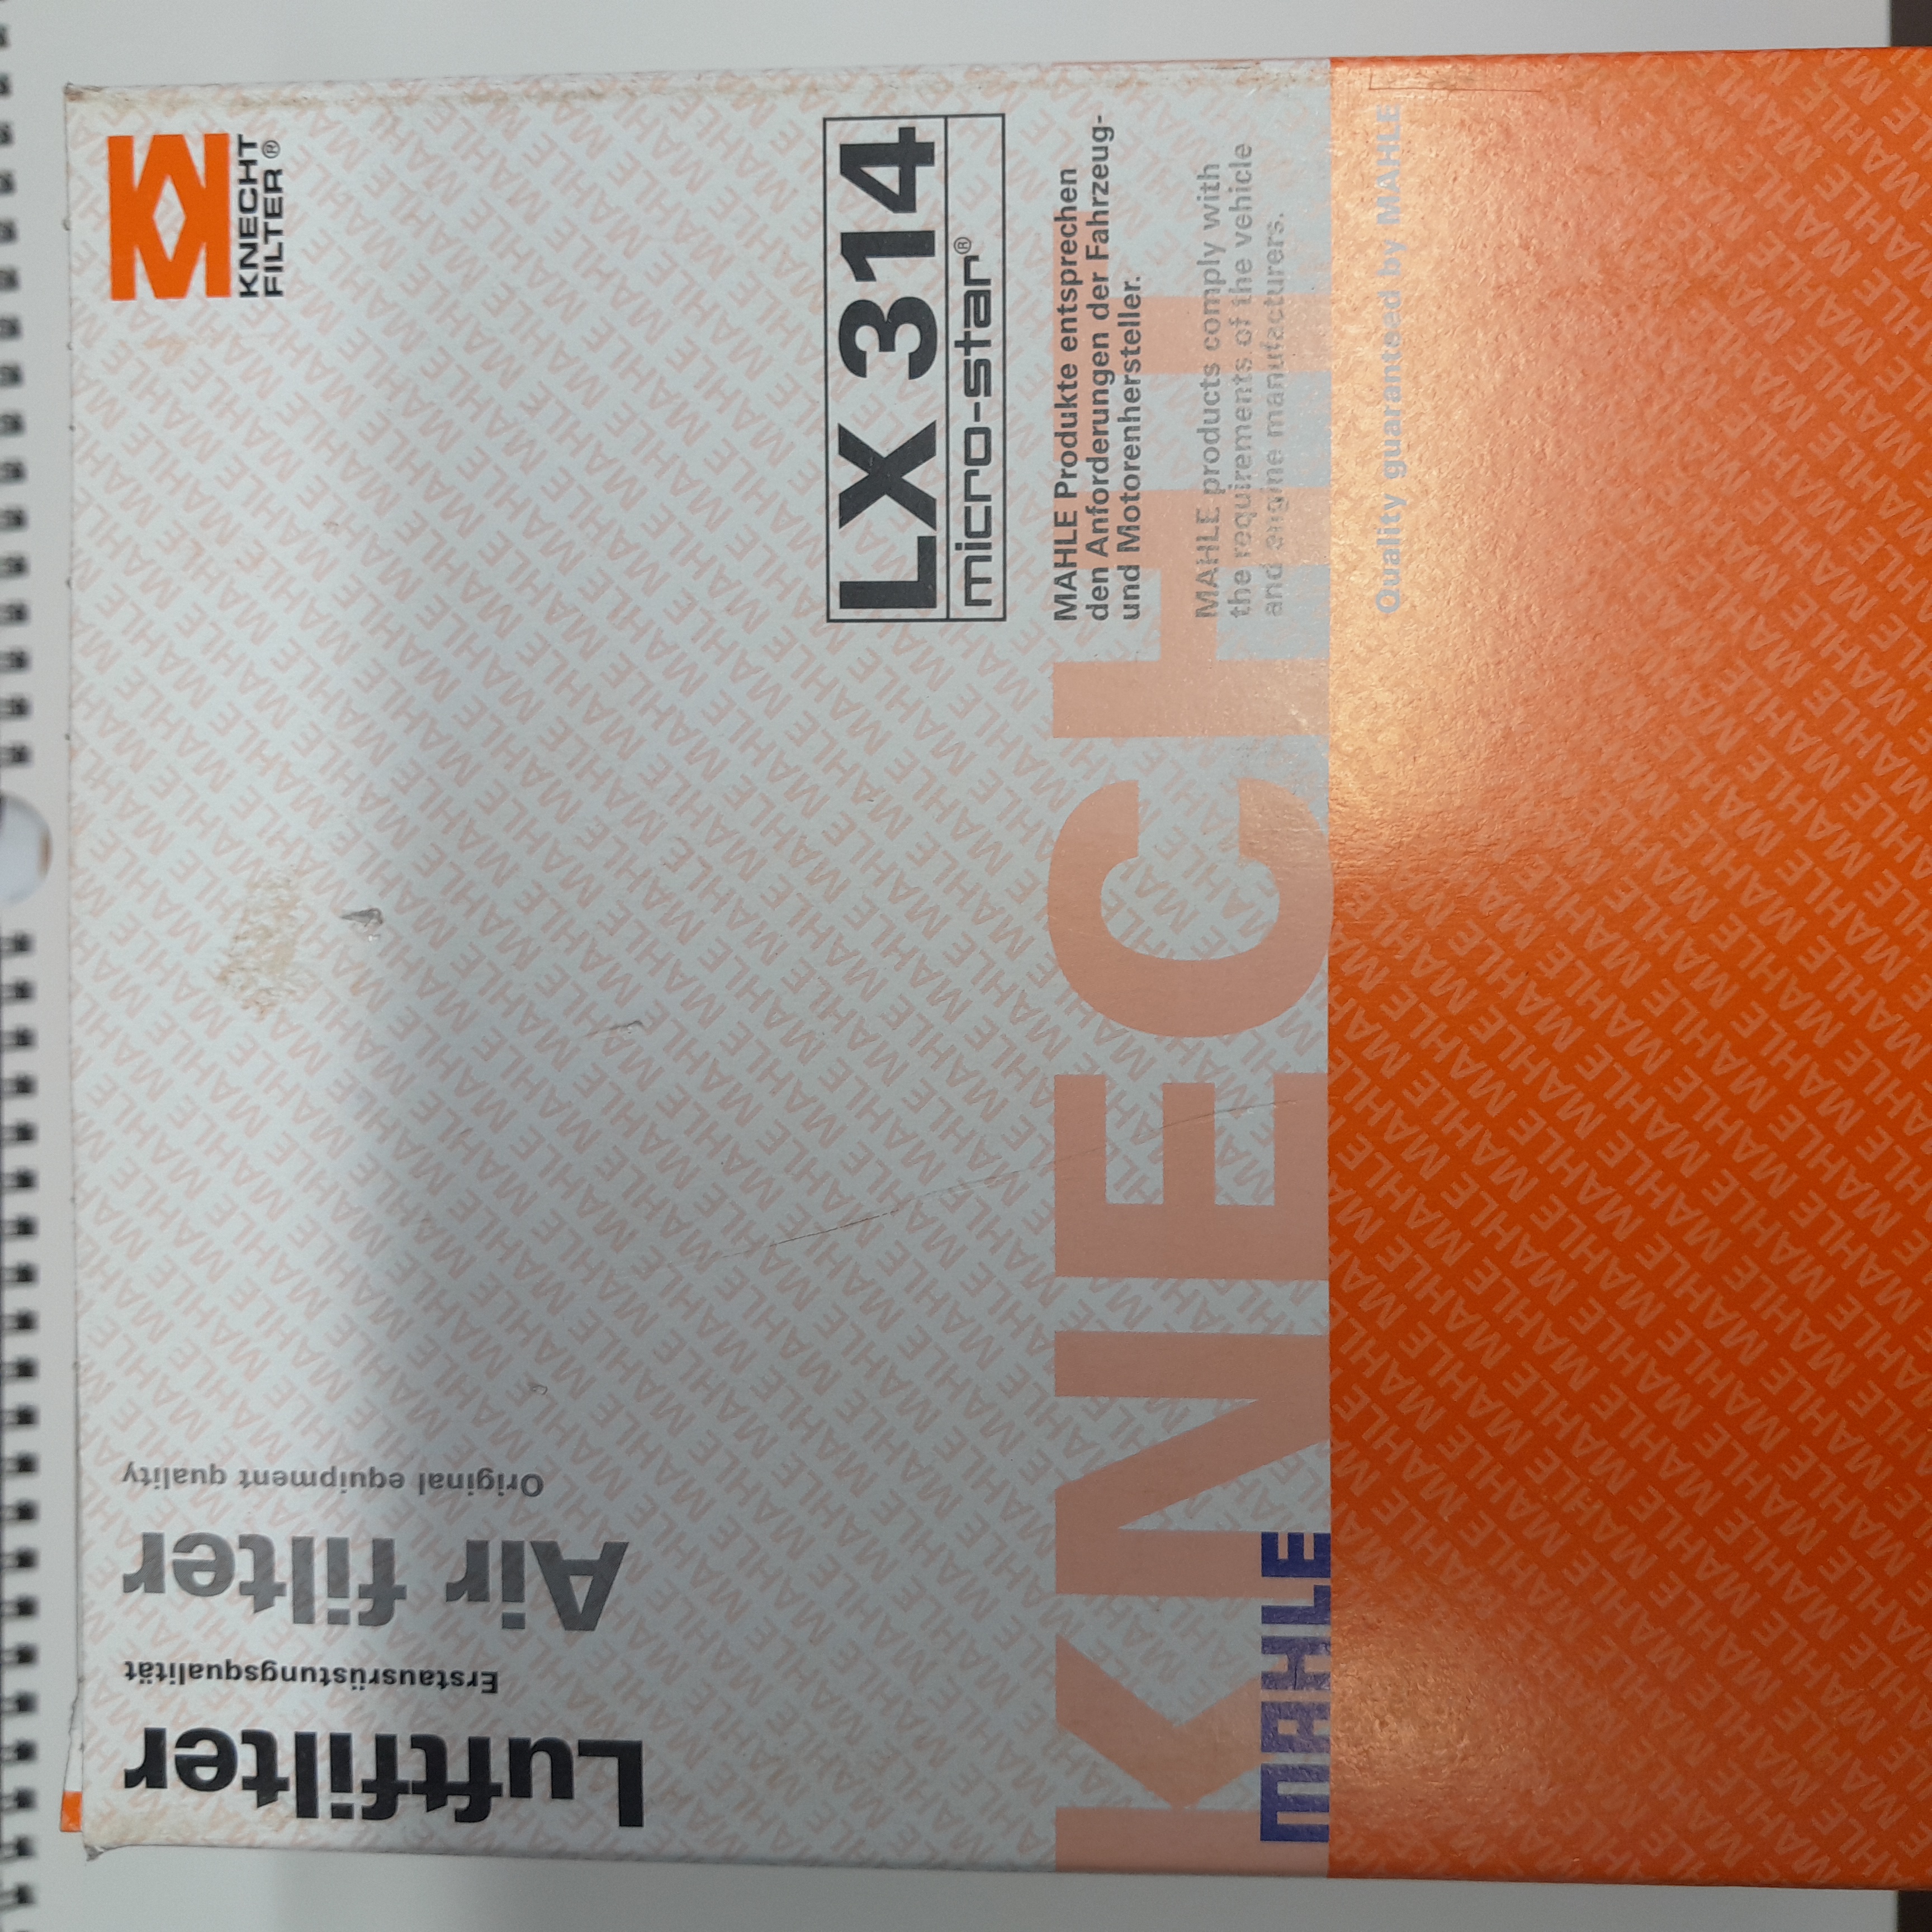 KNECHT
FILTER®
LX 314
micro-star®
MAHLE Produkte entsprechen
den Anforderungen der Fahrzeug-
und Motorenhersteller.
MAHLE products comply with
the requirements of the vehicle
and engine manufacturers.
Quality guaranteed by MAHLE
KNECHT
MAHLE
Luftfilter
Erstausrüstungsqualität
Air filter
Original equipment quality